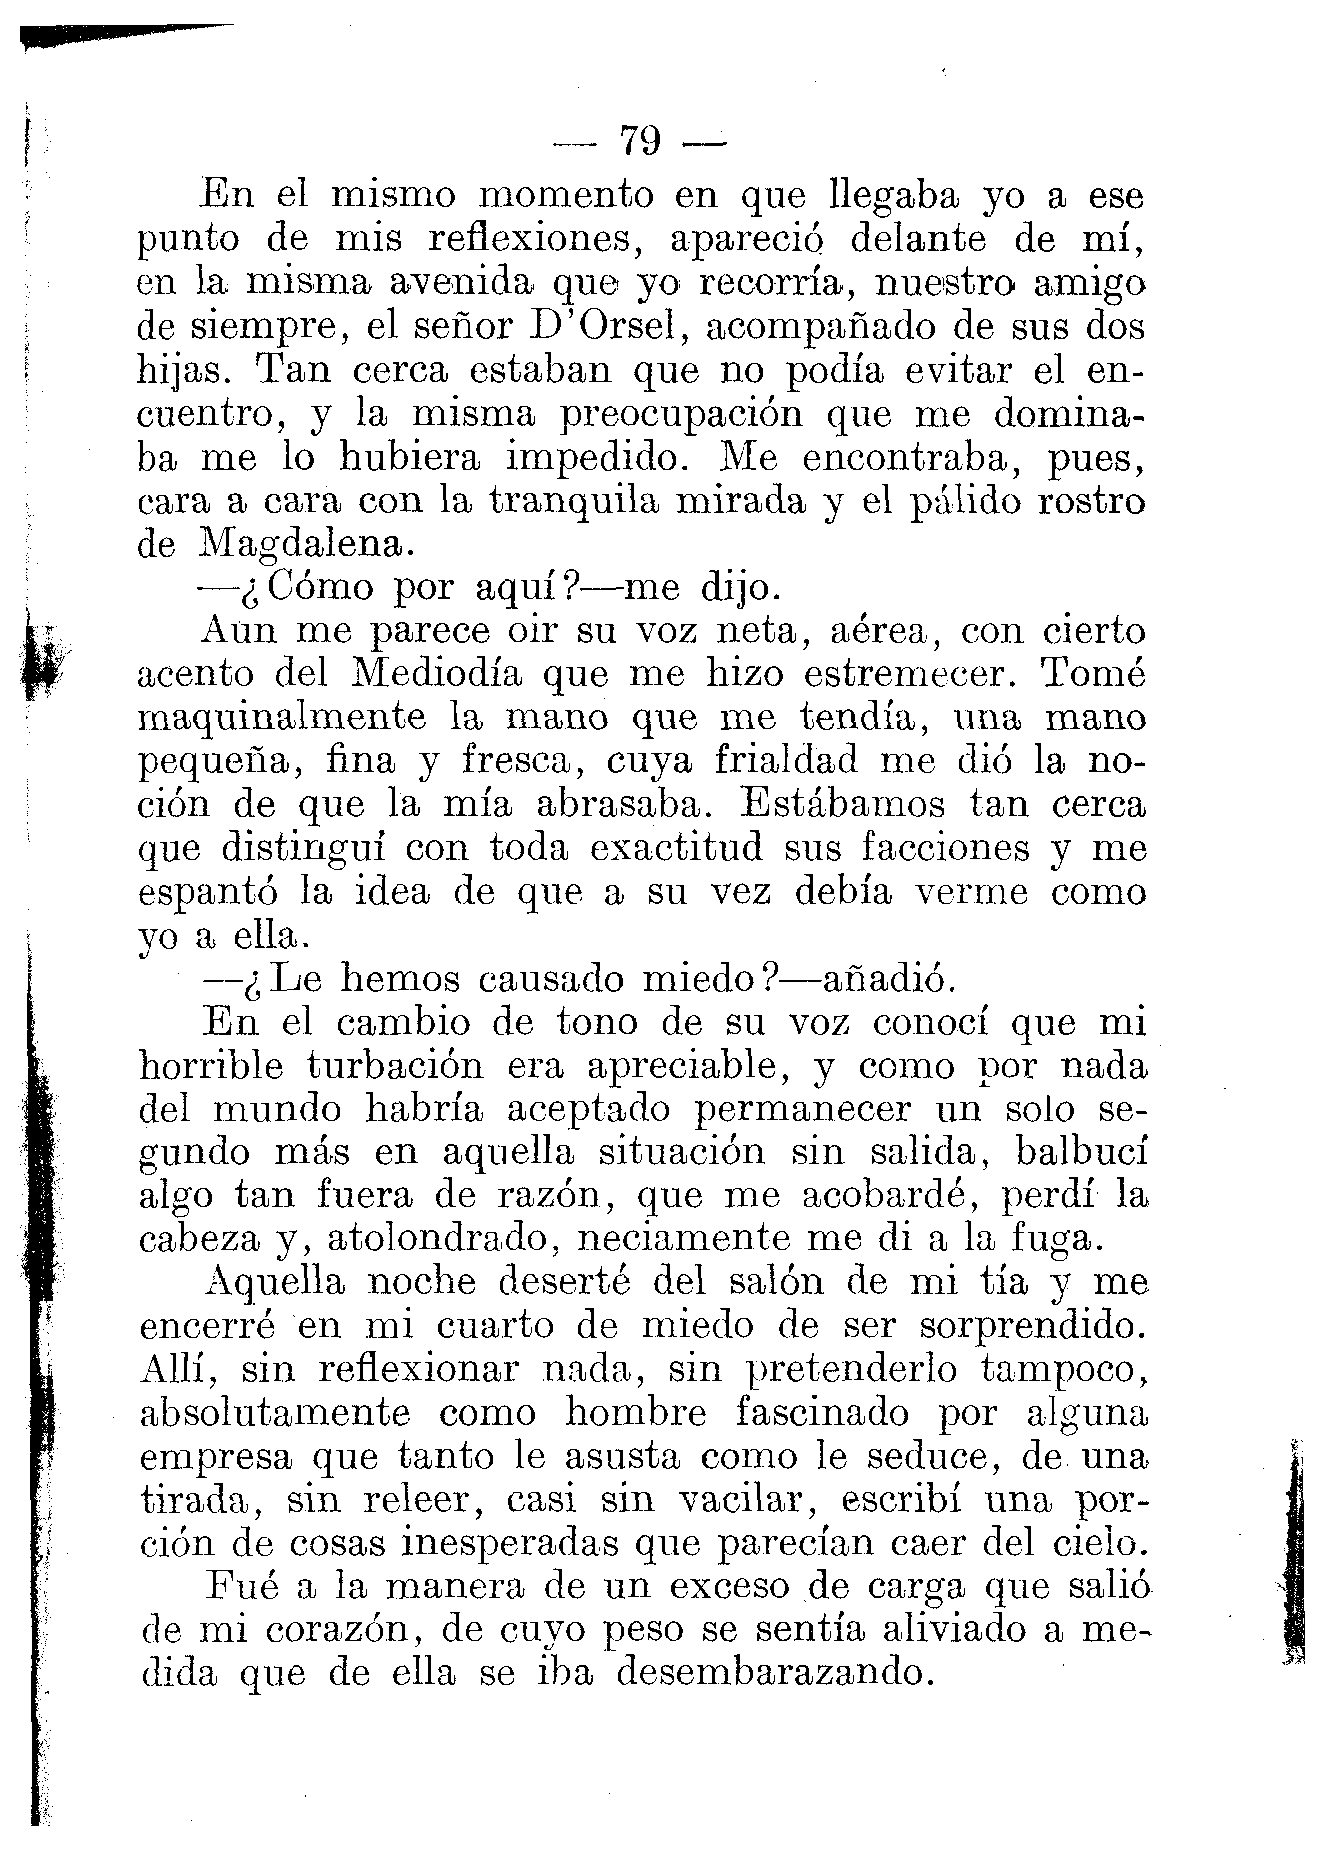 — 79 —
En el mismo momento en que llegaba yo a ese
punto de mis reflexiones, apareció delante de mí,
en la misma avenida que yo recorría, nuestro amigo
de siempre, el señor D'Orsel, acompañado de sus dos
hijas. Tan cerca estaban que no podía evitar el en-
cuentro, y la misma preocupación que me domina-
ba me lo hubiera impedido. Me encontraba, pues,
cara a cara con la tranquila mirada y el pálido rostro
de Magdalena.
—¿Cómo por aquí?—me dijo.
Aun me parece oir su voz neta, aérea, con cierto
acento del Mediodía que me hizo estremecer. Tomé
maquinalmente la mano que me tendía, una mano
pequeña, fina y fresca, cuya frialdad me dió la no-
ción de que la mía abrasaba. Estábamos tan cerca
que distinguí con toda exactitud sus facciones y me
espantó la idea de que a su vez debía verme como
yo a ella.
—¿Le hemos causado miedo?—añadió.
En el cambio de tono de su voz conocí que mi
horrible turbación era apreciable, y como por nada
del mundo habría aceptado permanecer un solo se-
gundo más en aquella situación sin salida, balbucí
algo tan fuera de razón, que me acobardé, perdí la
cabeza y, atolondrado, neciamente me di a la fuga.
Aquella noche deserté del salón de mi tía y me
encerré en mi cuarto de miedo de ser sorprendido.
Allí, sin reflexionar nada, sin pretenderlo tampoco,
absolutamente como hombre fascinado por alguna
empresa que tanto le asusta como le seduce, de una
tirada, sin releer, casi sin vacilar, escribí una por-
ción de cosas inesperadas que parecían caer del cielo.
Fué a la manera de un exceso de carga que salió
de mi corazón, de cuyo peso se sentía aliviado a me-
dida que de ella se iba desembarazando.